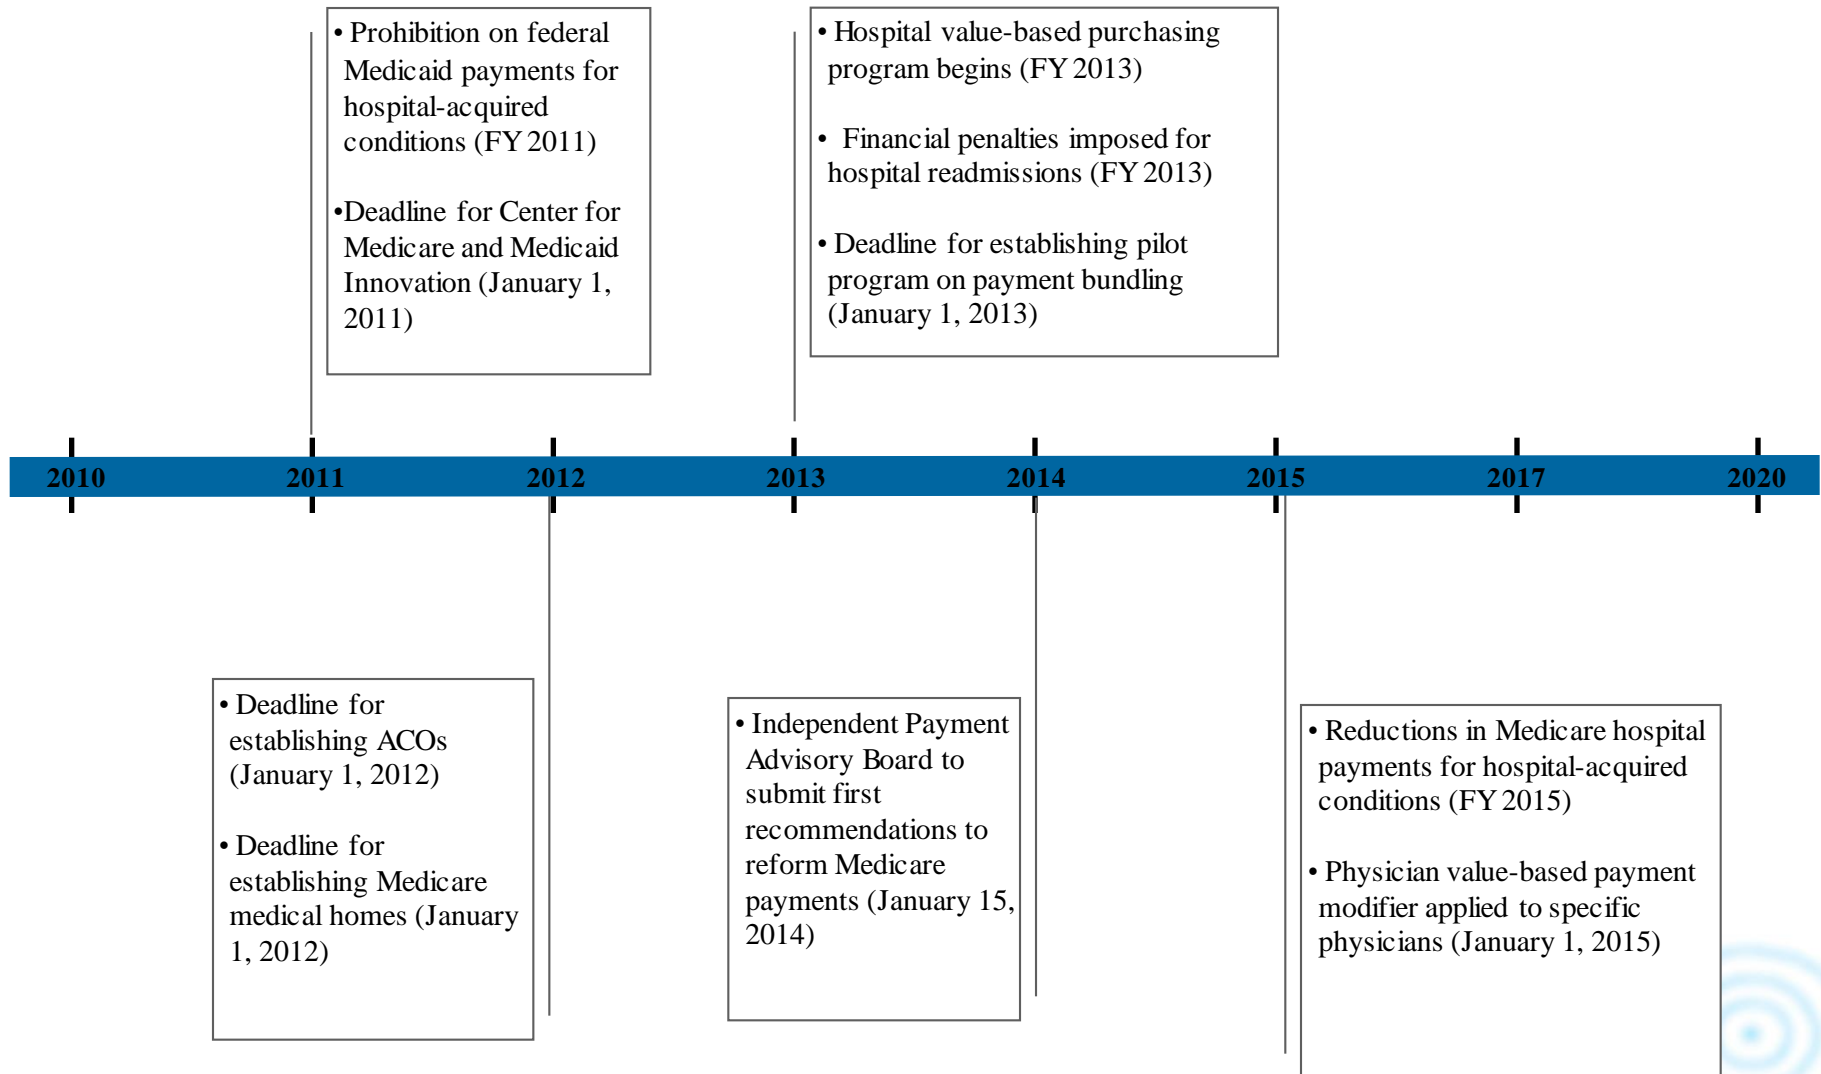 • Prohibition on federal
Medicaid payments for
hospital-acquired
conditions (FY 2011)
•Deadline for Center for
Medicare and Medicaid
Innovation (January 1,
2011)
• Hospital value-based purchasing
program begins (FY 2013)
• Financial penalties imposed for
hospital readmissions (FY 2013)
• Deadline for establishing pilot
program on payment bundling
(January 1, 2013)
2010 2011 2012 2013 2014 2015 2017 2020
• Deadline for
establishing ACOs
(January 1, 2012)
• Deadline for
establishing Medicare
medical homes (January
1, 2012)
• Independent Payment
Advisory Board to
submit first
recommendations to
reform Medicare
payments (January 15,
2014)
• Reductions in Medicare hospital
payments for hospital-acquired
conditions (FY 2015)
• Physician value-based payment
modifier applied to specific
physicians (January 1, 2015)